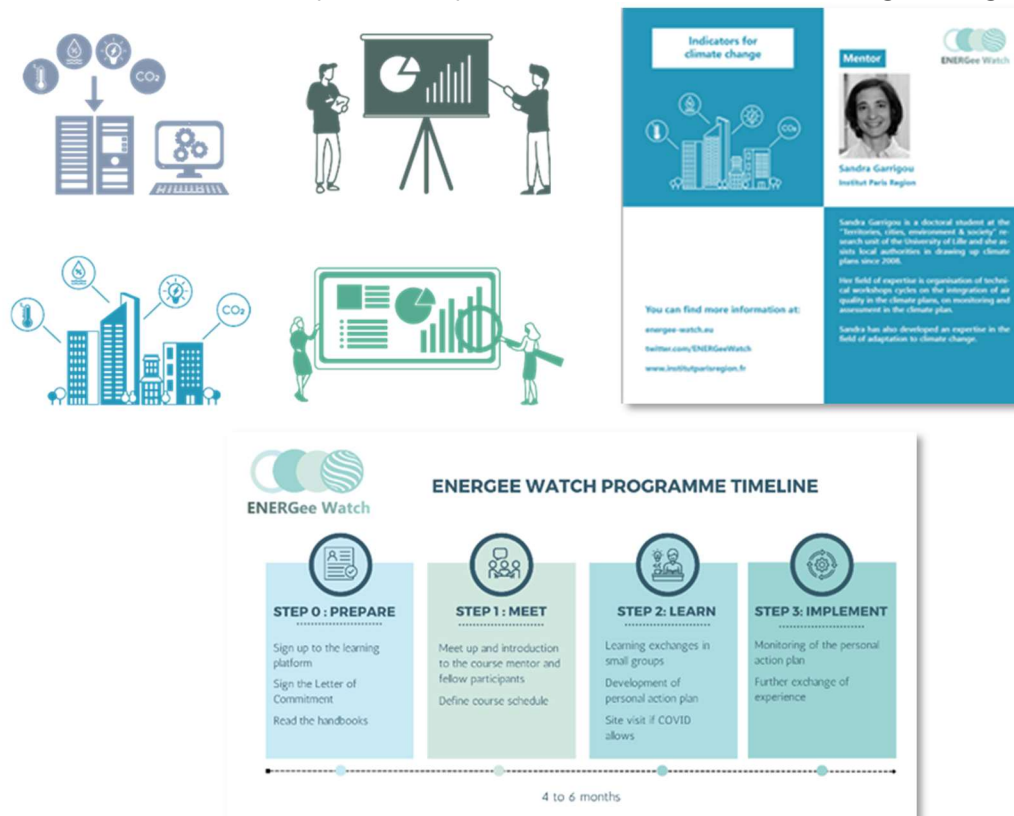 CO₂
CO₂
Indicators for
climate change
CO₂
Mentor
ENERGee Watch
Sandra Garrigou
Institut Paris Region
Sandra Garrigou is a doctoral student at the
"Territories, cities, environment & society" re-
search unit of the University of Lille and she as-
sists local authorities in drawing up climate
plans since 2008.
Her field of expertise is organisation of techni-
cal workshops cycles on the integration of air
quality in the climate plans, on monitoring and
assessment in the climate plan.
Sandra has also developed an expertise in the
field of adaptation to climate change.
You can find more information at:
energee-watch.eu
twitter.com/ENERGeeWatch
www.institutparisregion.fr
ENERGee Watch
ENERGEE WATCH PROGRAMME TIMELINE
STEP 0 : PREPARE
Sign up to the learning
platform
Sign the Letter of
Commitment
Read the handbooks
STEP 1 : MEET
Meet up and introduction
to the course mentor and
fellow participants
Define course schedule
STEP 2: LEARN
Learning exchanges in
small groups
Development of
personal action plan
Site visit if COVID
allows
STEP 3: IMPLEMENT
Monitoring of the personal
action plan
Further exchange of
experience
4 to 6 months